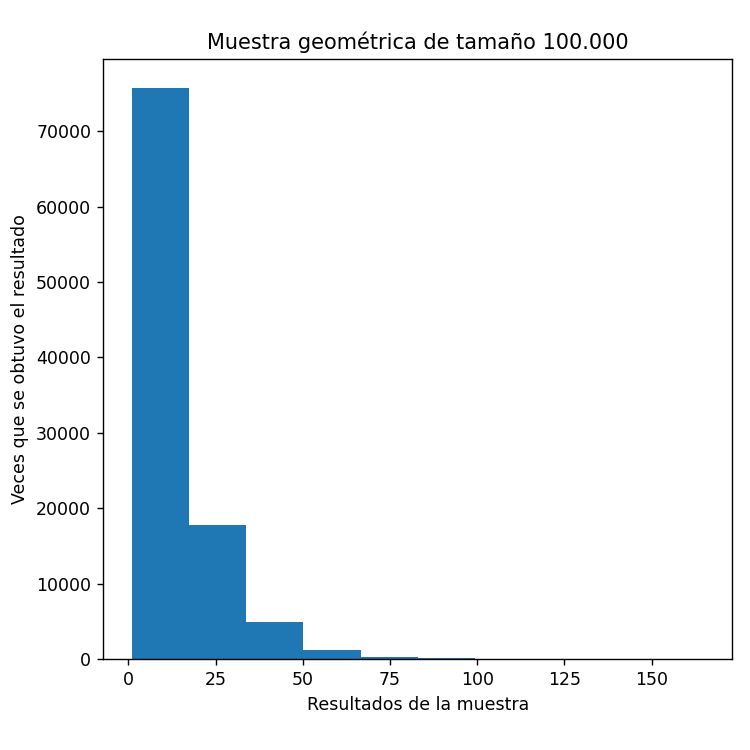 Muestra geométrica de tamaño 100.000
Veces que se obtuvo el resultado
70000
60000
50000
40000
30000
20000
10000
0
0 25 50 75 100 125 150
Resultados de la muestra